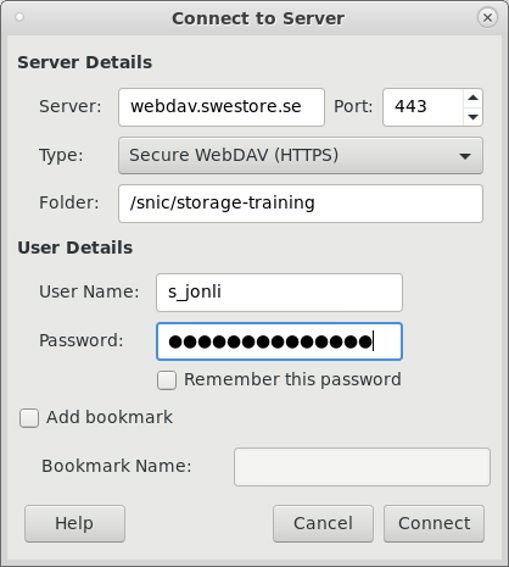 Connect to Server
Server Details
Server: webdav.swestore.se Port: 443
Type: Secure WebDAV (HTTPS)
Folder: /snic/storage-training
User Details
User Name: s_jonli
Password: ●●●●●●●●●●●●●●
Remember this password
Add bookmark
Bookmark Name:
Help Cancel Connect